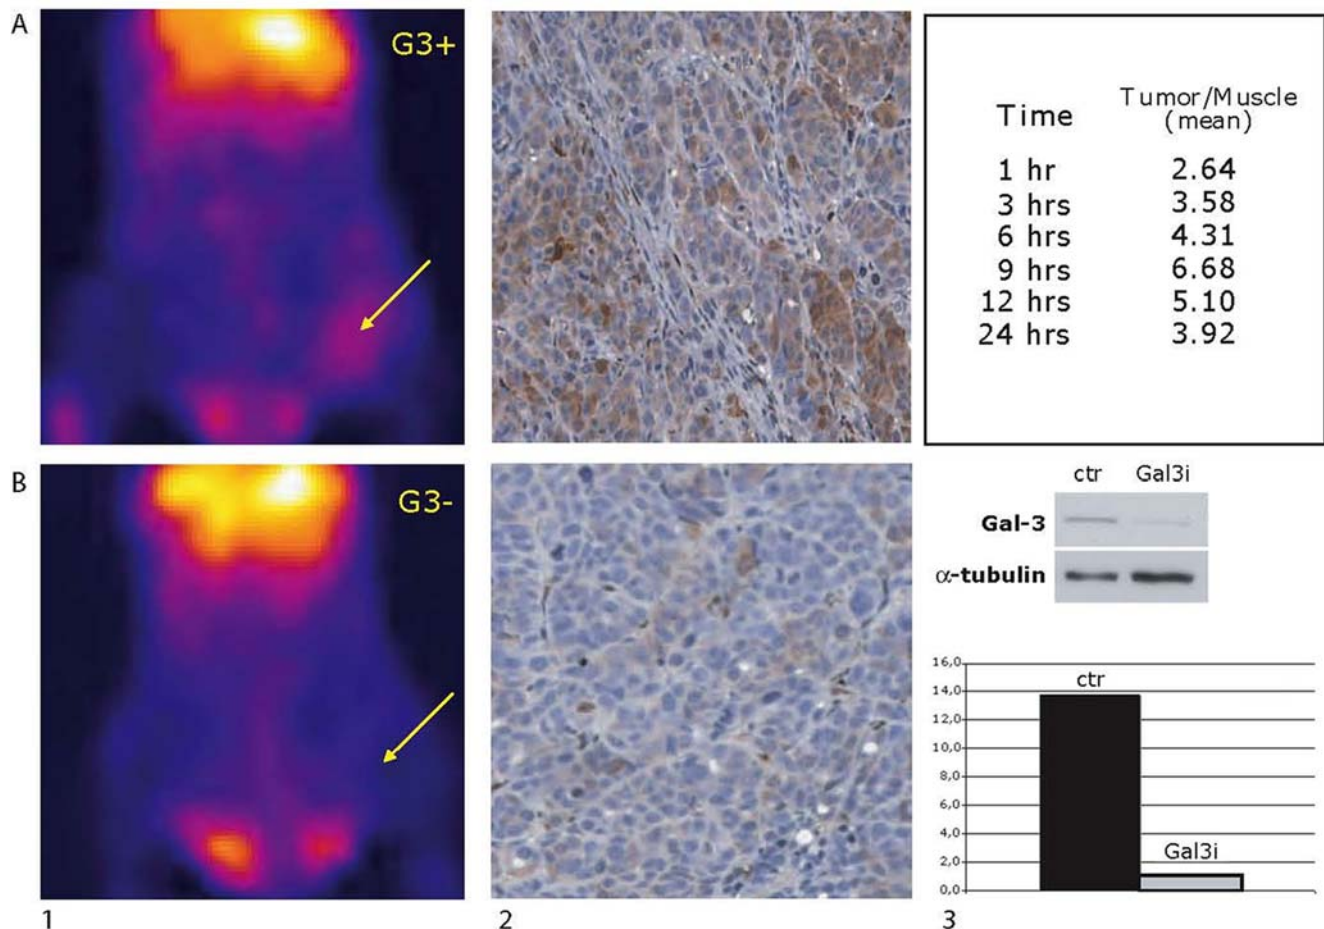 A
G3+
Time Tumor/Muscle (mean)
1 hr 2.64
3 hrs 3.58
6 hrs 4.31
9 hrs 6.68
12 hrs 5.10
24 hrs 3.92
B
G3-
ctr Gal3i
Gal-3
α-tubulin
16,0
14,0
12,0
10,0
8,0
6,0
4,0
2,0
0,0
ctr
Gal3i
1 2 3